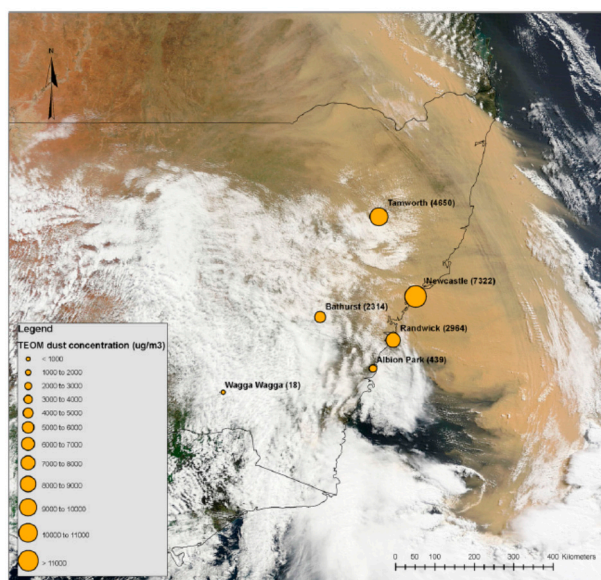 N
Tamworth (4650)
Newcastle (7322)
Bathurst (2314)
Randwick (2964)
Albion Park (439)
Wagga Wagga (18)
Legend
TEOM dust concentration (ug/m3)
< 1000
1000 to 2000
2000 to 3000
3000 to 4000
4000 to 5000
5000 to 6000
6000 to 7000
7000 to 8000
8000 to 9000
9000 to 10000
10000 to 11000
> 11000
0 50 100 200 300 400 Kilometers